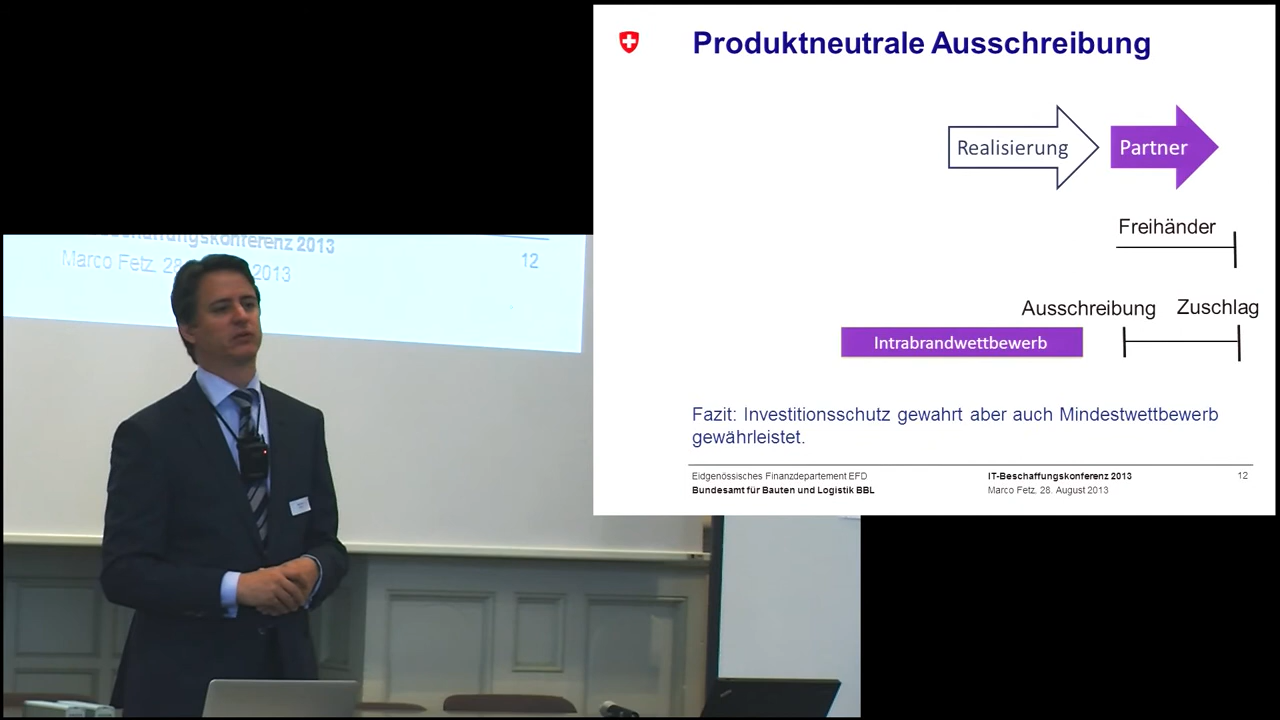 Produktneutrale Ausschreibung
Realisierung
Partner
Freihänder
Ausschreibung
Zuschlag
Intrabrandwettbewerb
Fazit: Investitionsschutz gewahrt aber auch Mindestwettbewerb
gewährleistet.
Eidgenössisches Finanzdepartement EFD
Bundesamt für Bauten und Logistik BBL
IT-Beschaffungskonferenz 2013
Marco Fetz, 28. August 2013
12
schaffungskonferenz 2013
Marco Fetz, 28. 2013
12